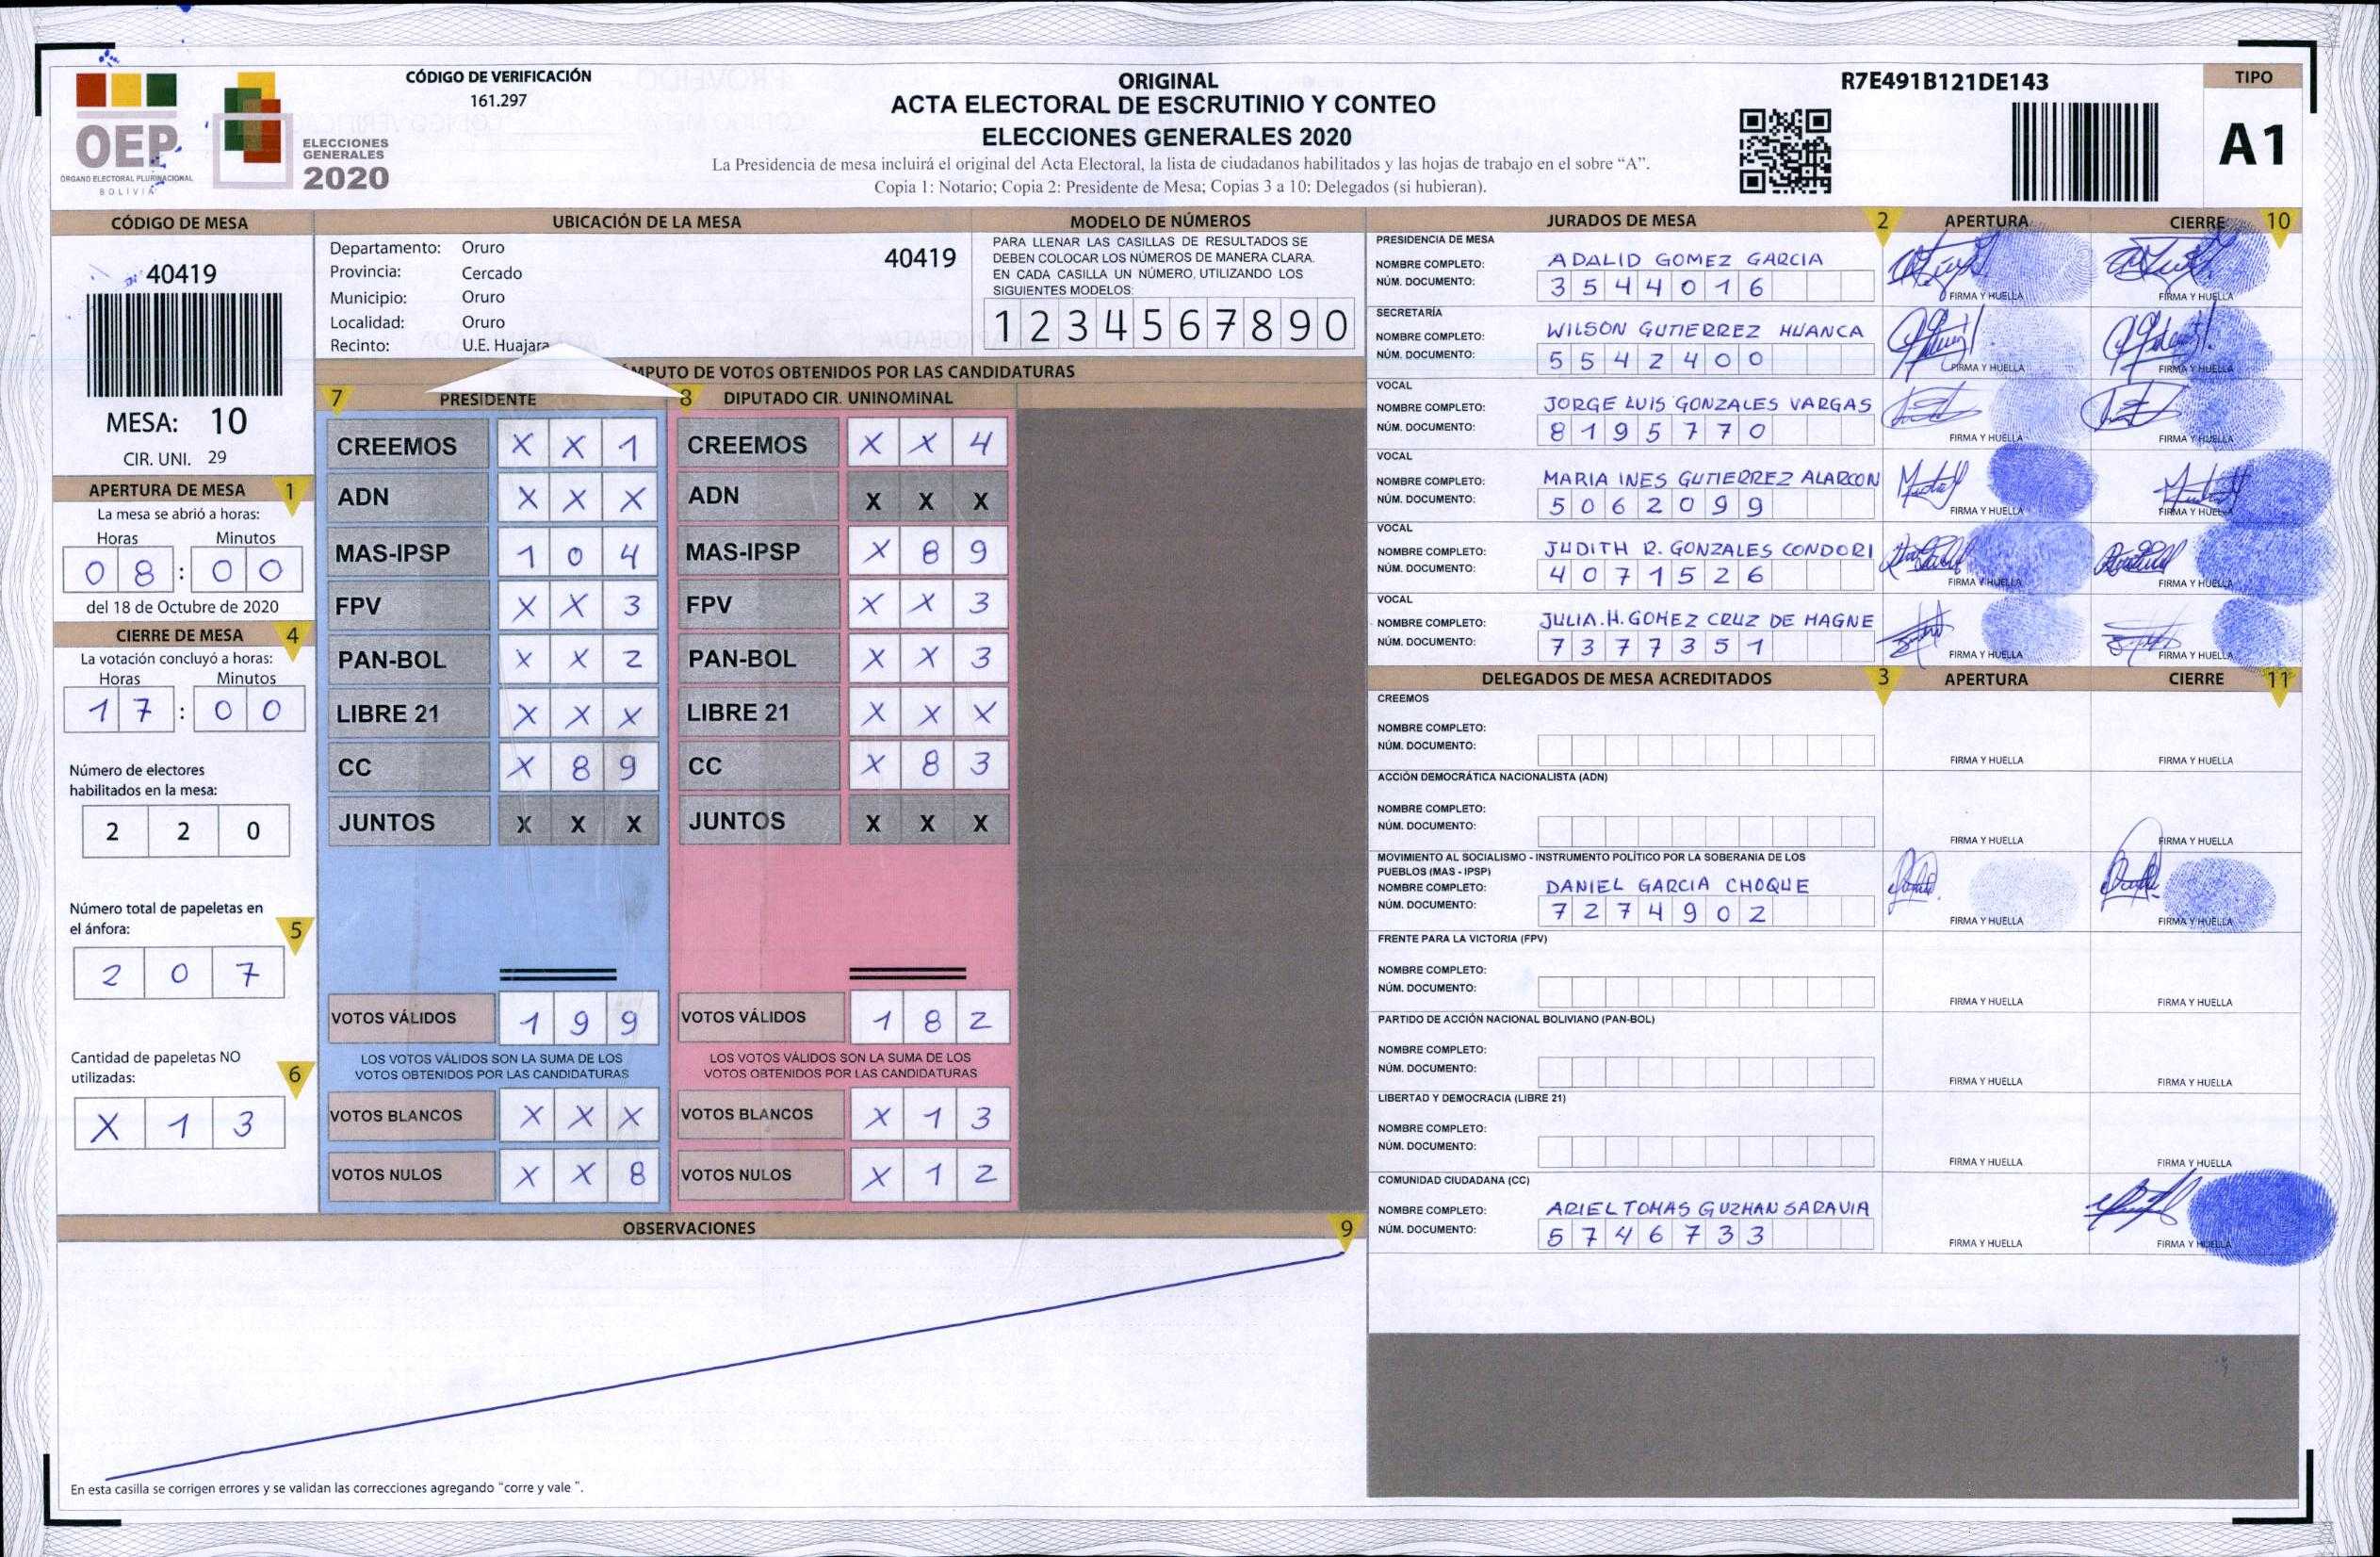 OEP
ÓRGANO ELECTORAL PLURINACIONAL
BOLIVIA
ELECCIONES
GENERALES
2020
CÓDIGO DE VERIFICACIÓN
161.297
ORIGINAL
ACTA ELECTORAL DE ESCRUTINIO Y CONTEO
ELECCIONES GENERALES 2020
La Presidencia de mesa incluirá el original del Acta Electoral, la lista de ciudadanos habilitados y las hojas de trabajo en el sobre “A”.
Copia 1: Notario; Copia 2: Presidente de Mesa; Copias 3 a 10: Delegados (si hubieran).
R7E491B121DE143
TIPO
A1
CÓDIGO DE MESA
40419
MESA: 10
CIR. UNI. 29
APERTURA DE MESA 1
La mesa se abrió a horas:
Horas Minutos
0 8 : 0 0
del 18 de Octubre de 2020
CIERRE DE MESA 4
La votación concluyó a horas:
Horas Minutos
1 7 : 0 0
Número de electores
habilitados en la mesa:
2 2 0
Número total de papeletas en
el ánfora: 5
2 0 7
Cantidad de papeletas NO
utilizadas: 6
X 1 3
UBICACIÓN DE LA MESA
Departamento: Oruro 40419
Provincia: Cercado
Municipio: Oruro
Localidad: Oruro
Recinto: U.E. Huajara
MODELO DE NÚMEROS
PARA LLENAR LAS CASILLAS DE RESULTADOS SE
DEBEN COLOCAR LOS NÚMEROS DE MANERA CLARA.
EN CADA CASILLA UN NÚMERO, UTILIZANDO LOS
SIGUIENTES MODELOS:
1 2 3 4 5 6 7 8 9 0
MPUTO DE VOTOS OBTENIDOS POR LAS CANDIDATURAS
7 PRESIDENTE
CREEMOS X X 1
ADN X X X
MAS-IPSP 1 0 4
FPV X X 3
PAN-BOL X X 2
LIBRE 21 X X X
CC X 8 9
JUNTOS X X X
VOTOS VÁLIDOS 1 9 9
LOS VOTOS VÁLIDOS SON LA SUMA DE LOS
VOTOS OBTENIDOS POR LAS CANDIDATURAS
VOTOS BLANCOS X X X
VOTOS NULOS X X 8
8 DIPUTADO CIR. UNINOMINAL
CREEMOS X X 4
ADN X X X
MAS-IPSP X 8 9
FPV X X 3
PAN-BOL X X 3
LIBRE 21 X X X
CC X 8 3
JUNTOS X X X
VOTOS VÁLIDOS 1 8 2
LOS VOTOS VÁLIDOS SON LA SUMA DE LOS
VOTOS OBTENIDOS POR LAS CANDIDATURAS
VOTOS BLANCOS X 1 3
VOTOS NULOS X 1 2
OBSERVACIONES 9
En esta casilla se corrigen errores y se validan las correcciones agregando “corre y vale”.
JURADOS DE MESA 2 APERTURA CIERRE 10
PRESIDENCIA DE MESA
NOMBRE COMPLETO: ADALID GOMEZ GARCIA
NÚM. DOCUMENTO: 3 5 4 4 0 1 6
FIRMA Y HUELLA FIRMA Y HUELLA
SECRETARÍA
NOMBRE COMPLETO: WILSON GUTIERREZ HUANCA
NÚM. DOCUMENTO: 5 5 4 2 4 0 0
FIRMA Y HUELLA FIRMA Y HUELLA
VOCAL
NOMBRE COMPLETO: JORGE LUIS GONZALES VARGAS
NÚM. DOCUMENTO: 8 1 9 5 7 7 0
FIRMA Y HUELLA FIRMA Y HUELLA
VOCAL
NOMBRE COMPLETO: MARIA INES GUTIERREZ ALARCON
NÚM. DOCUMENTO: 5 0 6 2 0 9 9
FIRMA Y HUELLA FIRMA Y HUELLA
VOCAL
NOMBRE COMPLETO: JUDITH R. GONZALES CONDORI
NÚM. DOCUMENTO: 4 0 7 1 5 2 6
FIRMA Y HUELLA FIRMA Y HUELLA
VOCAL
NOMBRE COMPLETO: JULIA.H.GOMEZ CRUZ DE MAGNE
NÚM. DOCUMENTO: 7 3 7 7 3 5 1
FIRMA Y HUELLA FIRMA Y HUELLA
DELEGADOS DE MESA ACREDITADOS 3 APERTURA CIERRE 11
CREEMOS
NOMBRE COMPLETO:
NÚM. DOCUMENTO:
FIRMA Y HUELLA FIRMA Y HUELLA
ACCIÓN DEMOCRÁTICA NACIONALISTA (ADN)
NOMBRE COMPLETO:
NÚM. DOCUMENTO:
FIRMA Y HUELLA FIRMA Y HUELLA
MOVIMIENTO AL SOCIALISMO - INSTRUMENTO POLÍTICO POR LA SOBERANIA DE LOS
PUEBLOS (MAS - IPSP)
NOMBRE COMPLETO: DANIEL GARCIA CHOQUE
NÚM. DOCUMENTO: 7 2 7 4 9 0 2
FIRMA Y HUELLA FIRMA Y HUELLA
FRENTE PARA LA VICTORIA (FPV)
NOMBRE COMPLETO:
NÚM. DOCUMENTO:
FIRMA Y HUELLA FIRMA Y HUELLA
PARTIDO DE ACCIÓN NACIONAL BOLIVIANO (PAN-BOL)
NOMBRE COMPLETO:
NÚM. DOCUMENTO:
FIRMA Y HUELLA FIRMA Y HUELLA
LIBERTAD Y DEMOCRACIA (LIBRE 21)
NOMBRE COMPLETO:
NÚM. DOCUMENTO:
FIRMA Y HUELLA FIRMA Y HUELLA
COMUNIDAD CIUDADANA (CC)
NOMBRE COMPLETO: ARIEL TOMAS GUZMAN SARAVIA
NÚM. DOCUMENTO: 5 7 4 6 7 3 3
FIRMA Y HUELLA FIRMA Y HUELLA